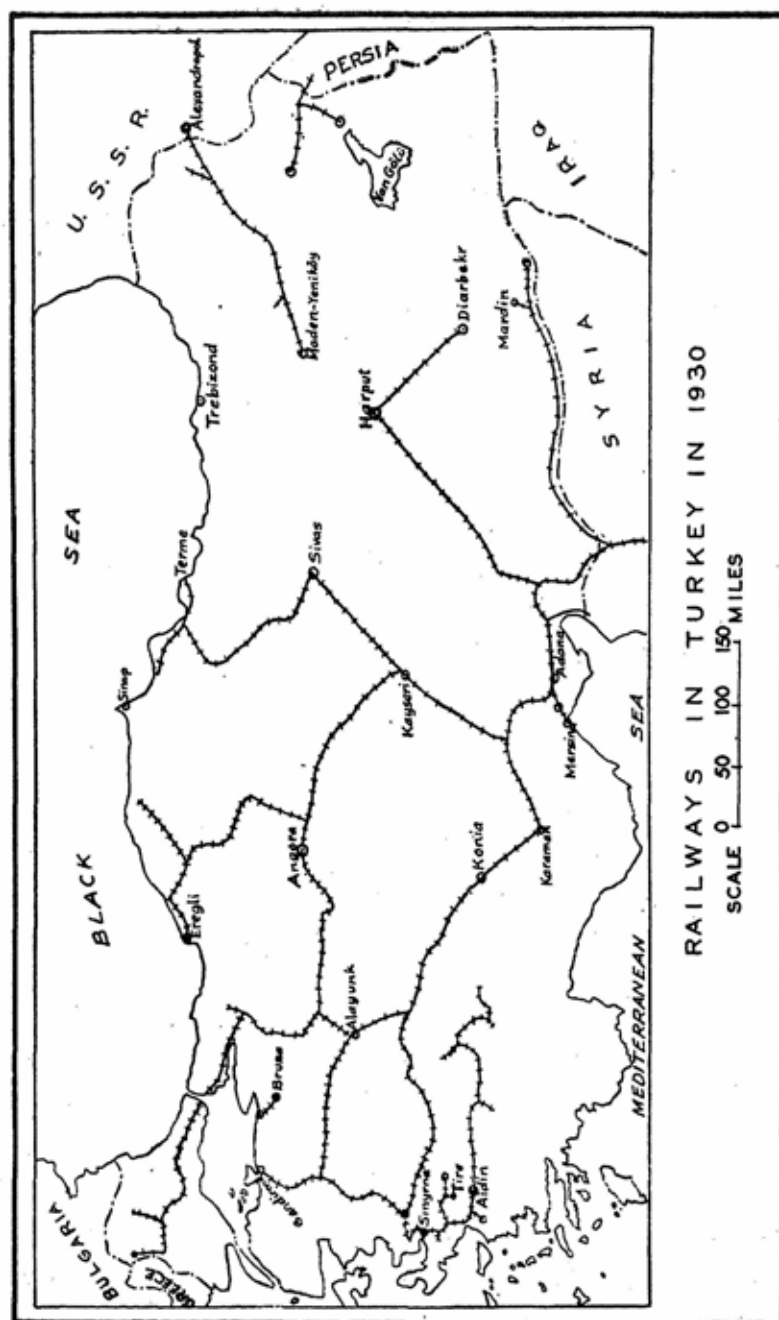 BULGARIA
GREECE
BLACK
SEA
U. S. S. R.
PERSIA
IRAQ
SYRIA
MEDITERRANEAN
SEA
Alexandropol
Van Gölü
Trebizond
Maden-Yeniköy
Diarbekr
Mardin
Harput
Terme
Sivas
Sinop
Kayseri
Adana
Mersin
Angora
Konia
Karaman
Eregli
Alayunk
Brusa
Smyrna
Tire
Aidin
RAILWAYS IN TURKEY IN 1930
SCALE 0 50 100 150
MILES